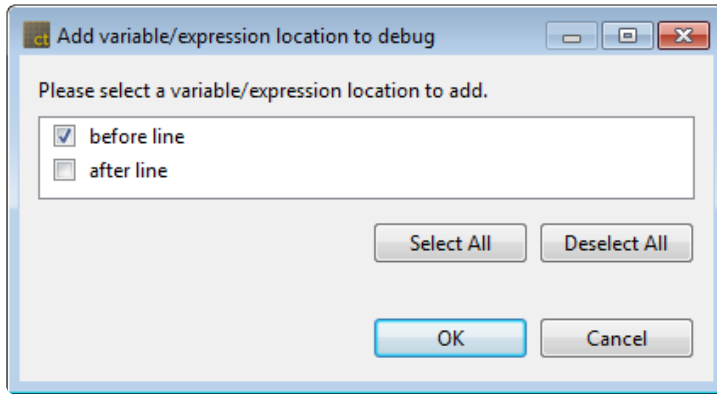 ct Add variable/expression location to debug
Please select a variable/expression location to add.
before line
after line
Select All Deselect All
OK Cancel